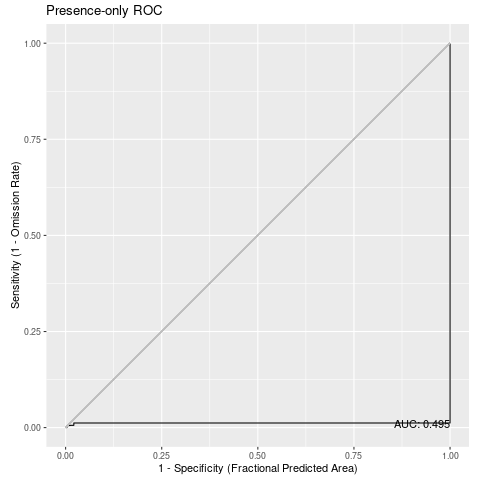 Presence-only ROC
Sensitivity (1 - Omission Rate)
1.00
0.75
0.50
0.25
0.00
AUC: 0.495
0.00 0.25 0.50 0.75 1.00
1 - Specificity (Fractional Predicted Area)